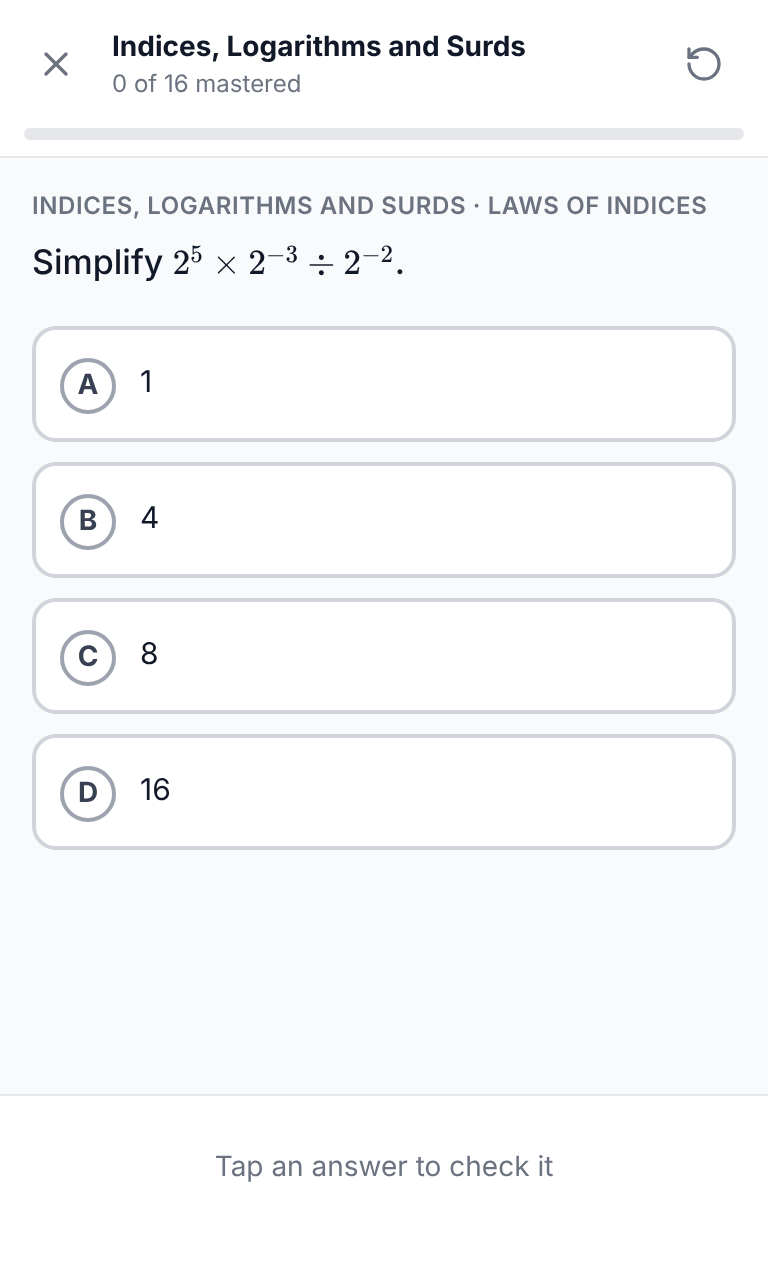 Indices, Logarithms and Surds
0 of 16 mastered
INDICES, LOGARITHMS AND SURDS · LAWS OF INDICES
Simplify 2⁵ × 2⁻³ ÷ 2⁻².
A 1
B 4
C 8
D 16
Tap an answer to check it